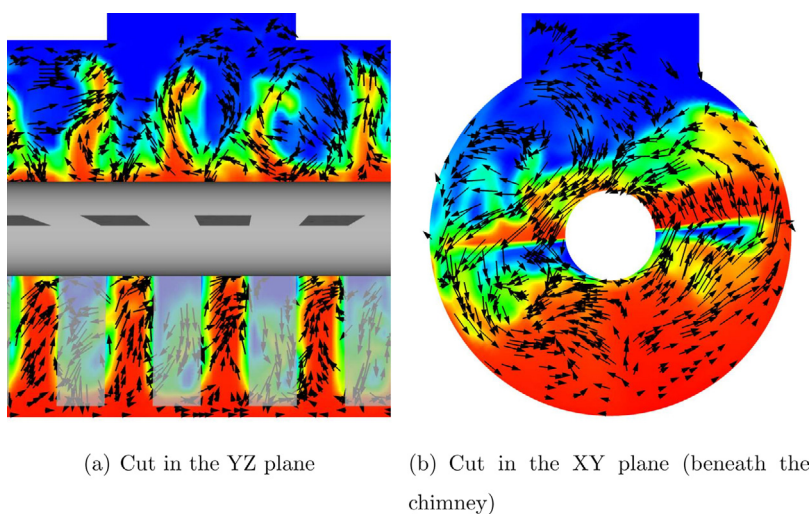 (a) Cut in the YZ plane
(b) Cut in the XY plane (beneath the
chimney)